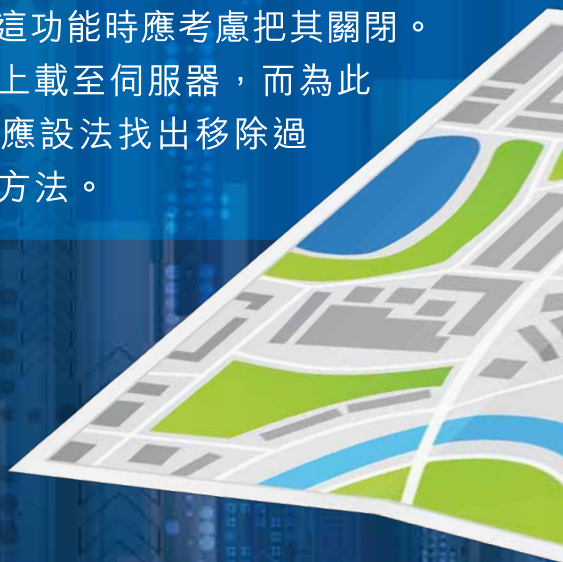 這功能時應考慮把其關閉。
上載至伺服器，而為此
應設法找出移除過
方法。